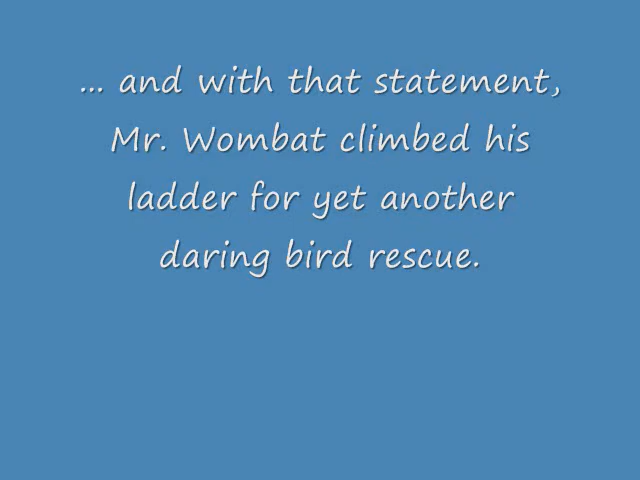 ... and with that statement,
Mr. Wombat climbed his
ladder for yet another
daring bird rescue.